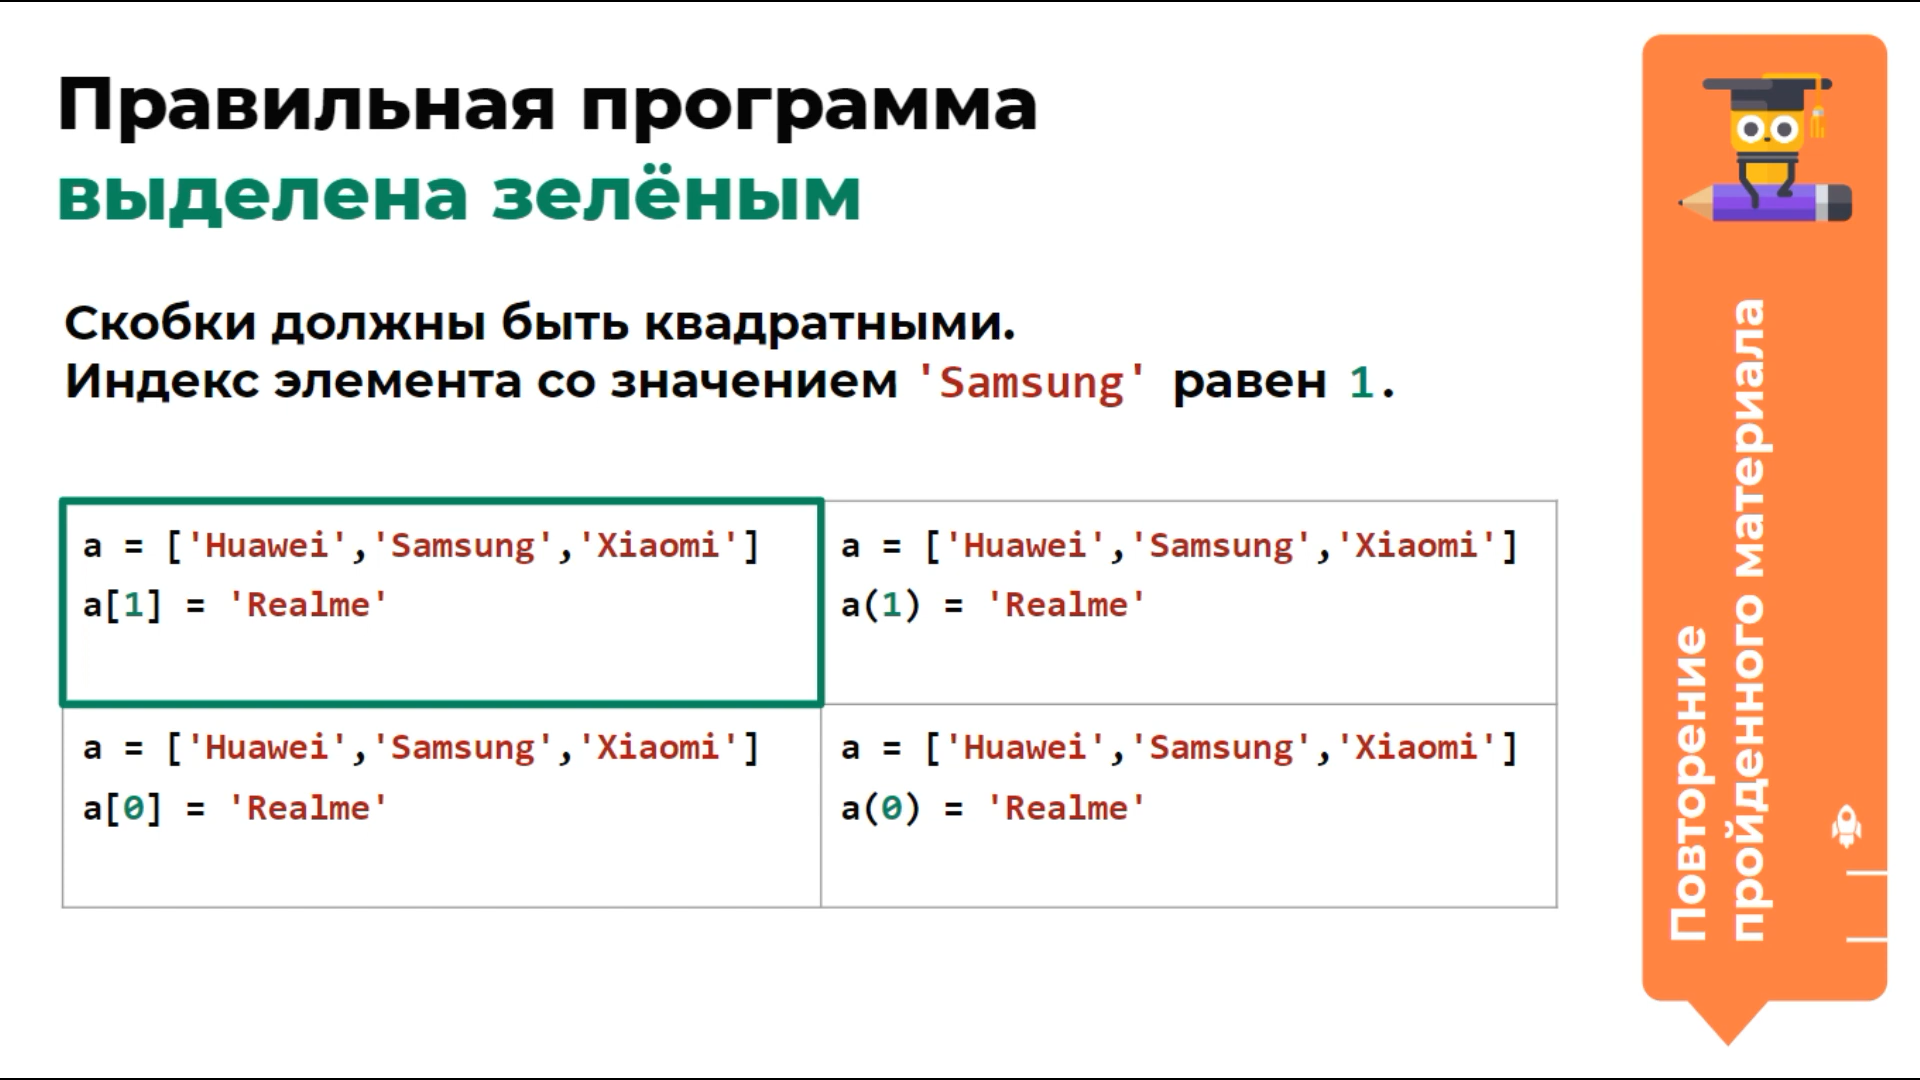 Правильная программа
выделена зелёным
Скобки должны быть квадратными.
Индекс элемента со значением 'Samsung' равен 1.
a = ['Huawei','Samsung','Xiaomi']
a[1] = 'Realme'
a = ['Huawei','Samsung','Xiaomi']
a(1) = 'Realme'
a = ['Huawei','Samsung','Xiaomi']
a[0] = 'Realme'
a = ['Huawei','Samsung','Xiaomi']
a(0) = 'Realme'
Повторение
пройденного материала